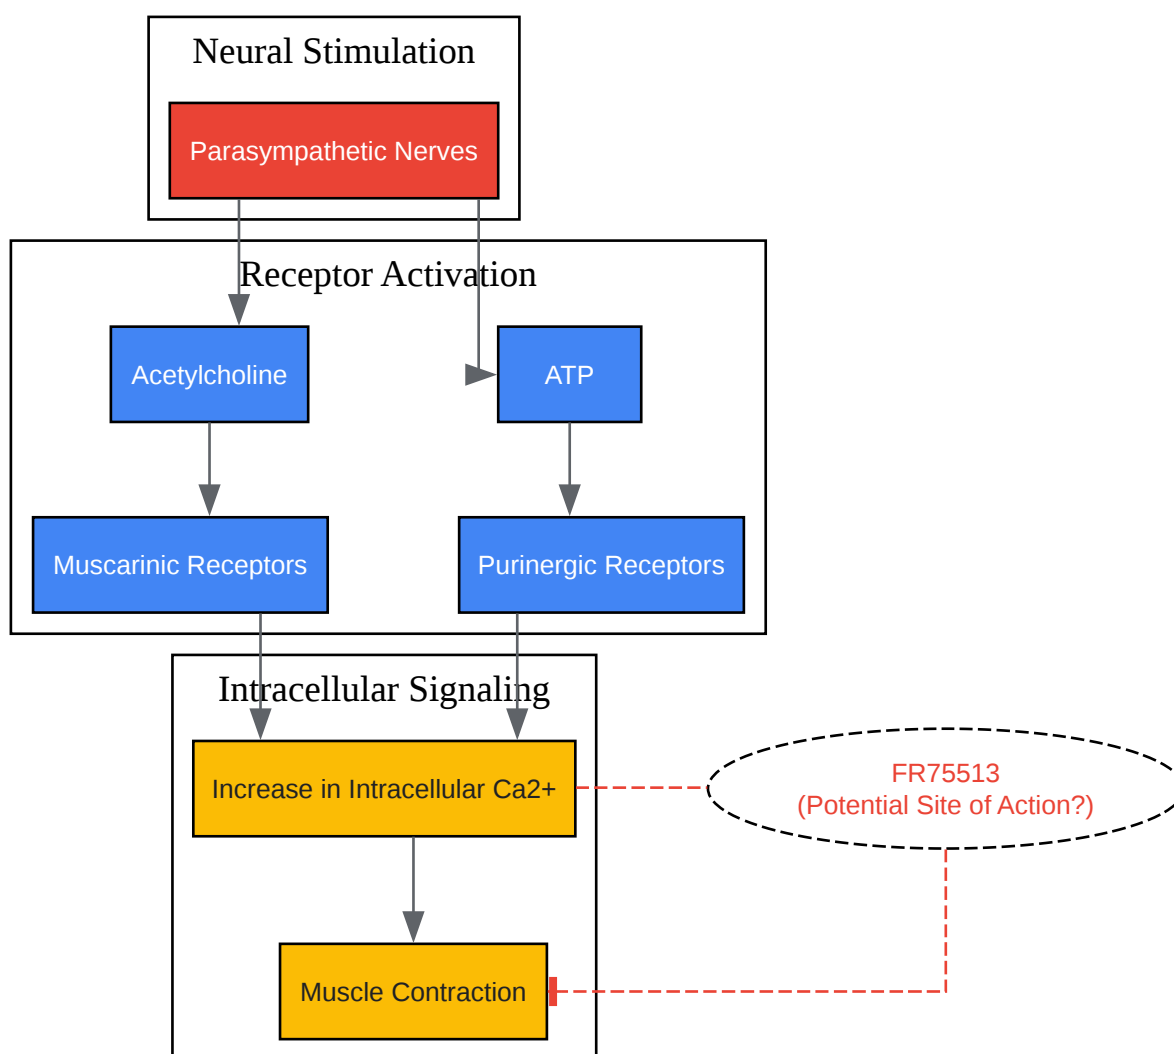 Neural Stimulation
Parasympathetic Nerves
Receptor Activation
Acetylcholine
ATP
Muscarinic Receptors
Purinergic Receptors
Intracellular Signaling
Increase in Intracellular Ca2+
FR75513
(Potential Site of Action?)
Muscle Contraction